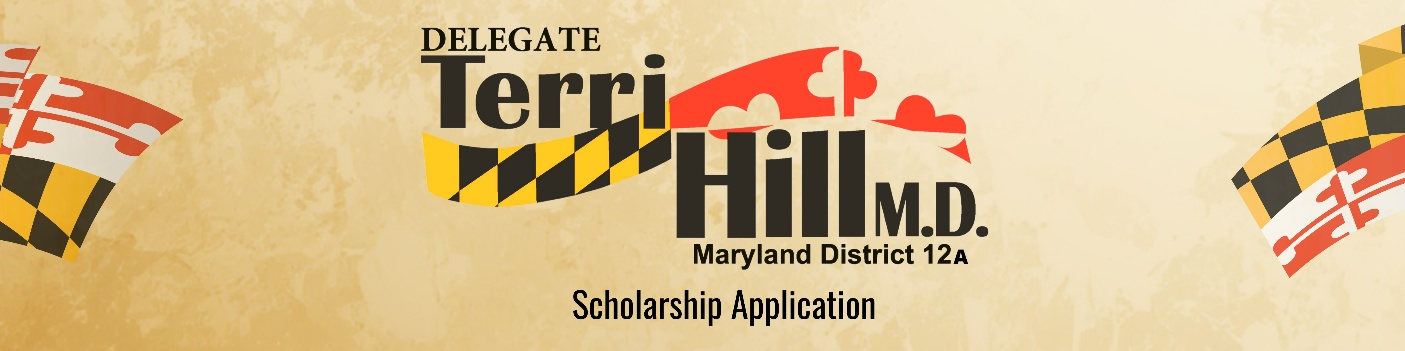 DELEGATE
Terri
Hill M.D.
Maryland District 12A
Scholarship Application